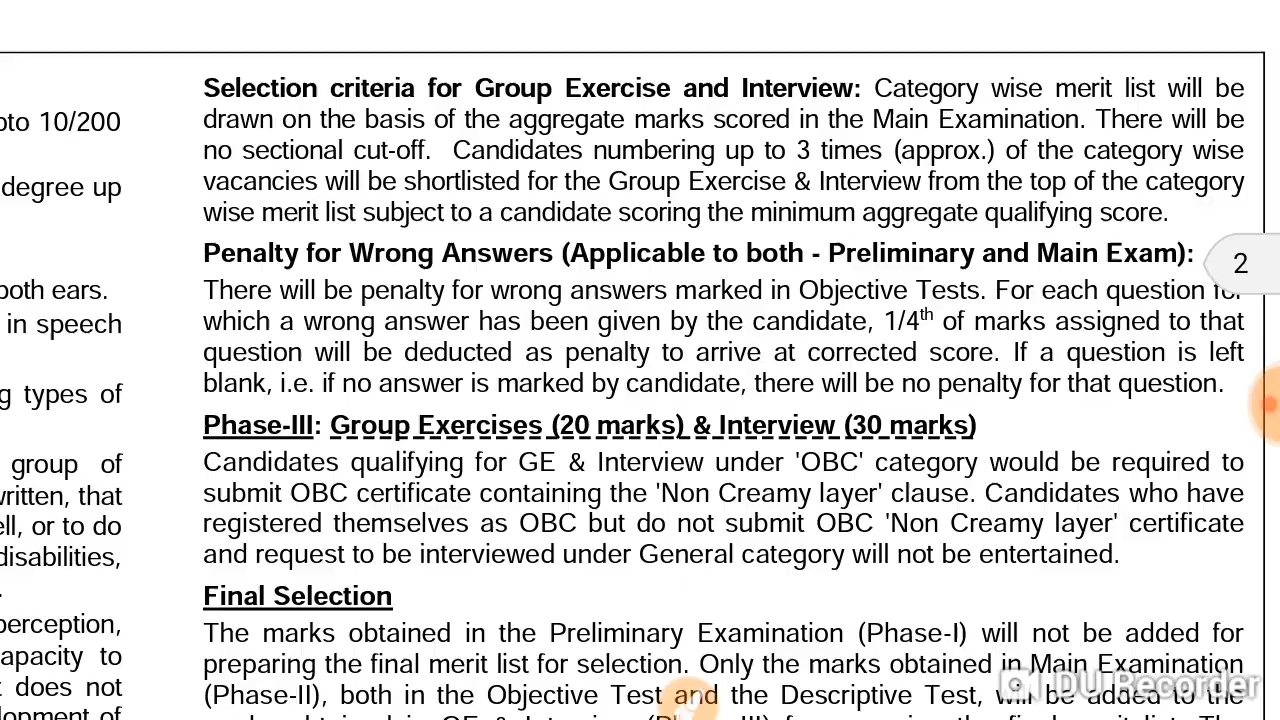 pto 10/200
degree up
both ears.
in speech
g types of
group of
written, that
ell, or to do
disabilities,
.
perception,
apacity to
t does not
lopment of
Selection criteria for Group Exercise and Interview: Category wise merit list will be
drawn on the basis of the aggregate marks scored in the Main Examination. There will be
no sectional cut-off. Candidates numbering up to 3 times (approx.) of the category wise
vacancies will be shortlisted for the Group Exercise & Interview from the top of the category
wise merit list subject to a candidate scoring the minimum aggregate qualifying score.
Penalty for Wrong Answers (Applicable to both - Preliminary and Main Exam):
There will be penalty for wrong answers marked in Objective Tests. For each question for
which a wrong answer has been given by the candidate, 1/4th of marks assigned to that
question will be deducted as penalty to arrive at corrected score. If a question is left
blank, i.e. if no answer is marked by candidate, there will be no penalty for that question.
Phase-III: Group Exercises (20 marks) & Interview (30 marks)
Candidates qualifying for GE & Interview under 'OBC' category would be required to
submit OBC certificate containing the 'Non Creamy layer' clause. Candidates who have
registered themselves as OBC but do not submit OBC 'Non Creamy layer' certificate
and request to be interviewed under General category will not be entertained.
Final Selection
The marks obtained in the Preliminary Examination (Phase-I) will not be added for
preparing the final merit list for selection. Only the marks obtained in Main Examination
(Phase-II), both in the Objective Test and the Descriptive Test, will be added to the
2
DU Recorder